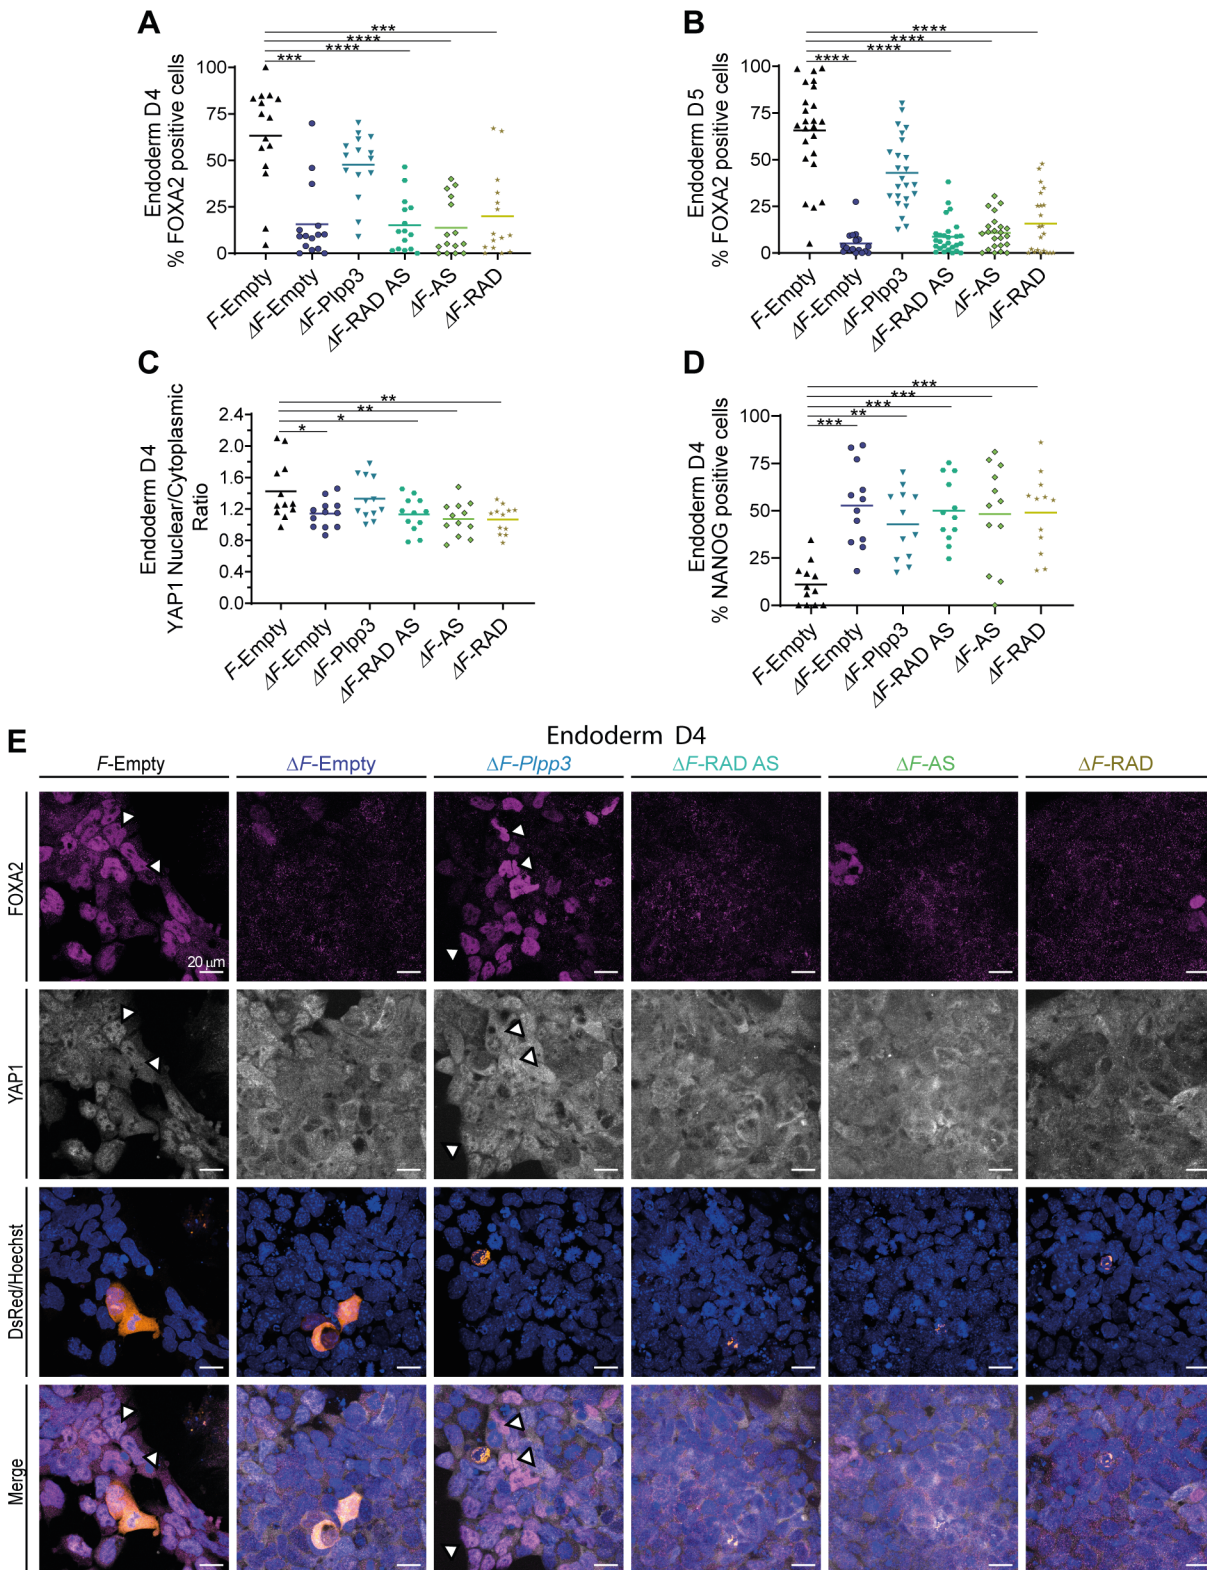 A
Endoderm D4
% FOXA2 positive cells
100
75
50
25
0
***
****
****
***
F-Empty
ΔF-Empty
ΔF-Plpp3
ΔF-RAD AS
ΔF-AS
ΔF-RAD
B
Endoderm D5
% FOXA2 positive cells
100
75
50
25
0
****
****
****
****
F-Empty
ΔF-Empty
ΔF-Plpp3
ΔF-RAD AS
ΔF-AS
ΔF-RAD
C
Endoderm D4
YAP1 Nuclear/Cytoplasmic
Ratio
2.4
2.0
1.6
1.2
0.8
0.4
0.0
**
**
*
*
F-Empty
ΔF-Empty
ΔF-Plpp3
ΔF-RAD AS
ΔF-AS
ΔF-RAD
D
Endoderm D4
% NANOG positive cells
100
75
50
25
0
***
***
***
**
***
F-Empty
ΔF-Empty
ΔF-Plpp3
ΔF-RAD AS
ΔF-AS
ΔF-RAD
E
Endoderm D4
F-Empty ΔF-Empty ΔF-Plpp3 ΔF-RAD AS ΔF-AS ΔF-RAD
FOXA2
20 μm
YAP1
DsRed/Hoechst
Merge